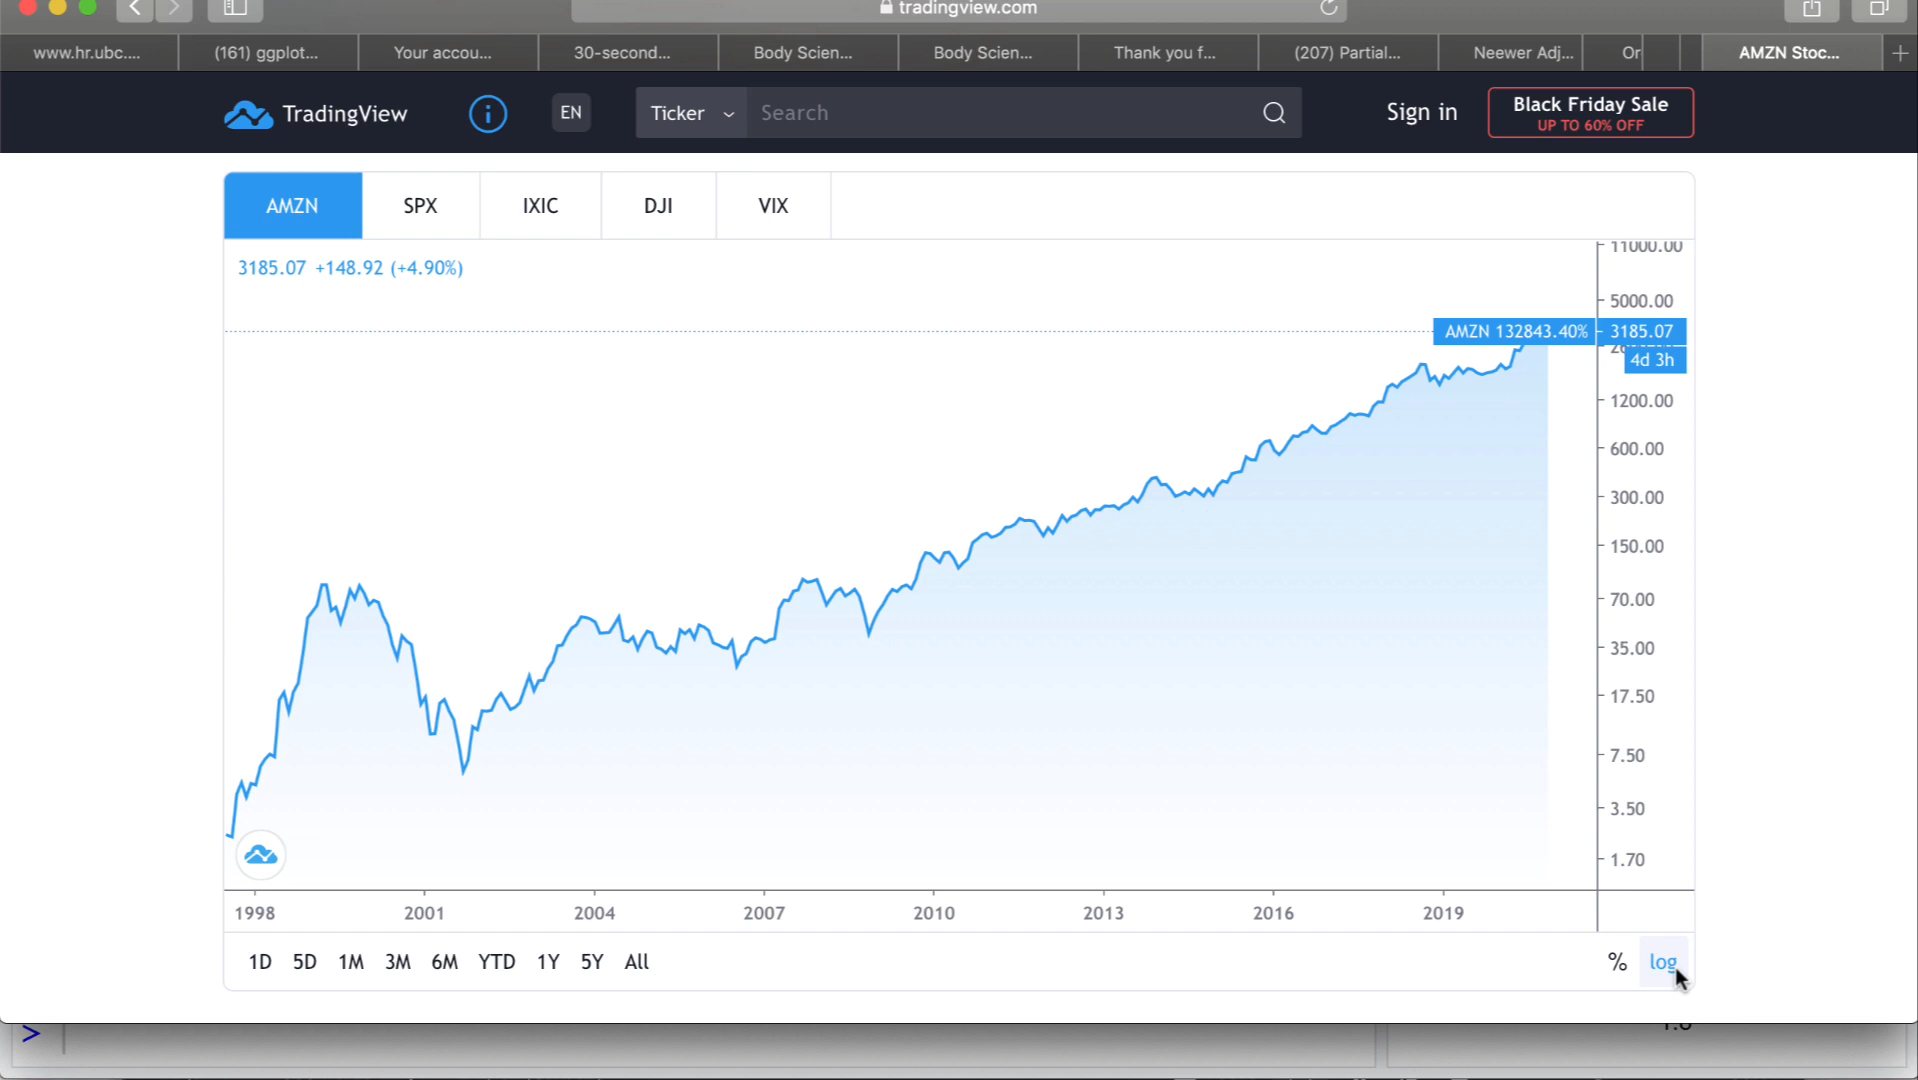 tradingview.com
www.hr.ubc.... (161) ggplot... Your accou... 30-second... Body Scien... Body Scien... Thank you f... (207) Partial... Neewer Adj... Or AMZN Stoc...
TradingView EN Ticker Search Sign in Black Friday Sale
UP TO 60% OFF
AMZN SPX IXIC DJI VIX
3185.07 +148.92 (+4.90%)
11000.00
5000.00
AMZN 132843.40% 3185.07
4d 3h
1200.00
600.00
300.00
150.00
70.00
35.00
17.50
7.50
3.50
1.70
1998 2001 2004 2007 2010 2013 2016 2019
1D 5D 1M 3M 6M YTD 1Y 5Y All % log
>